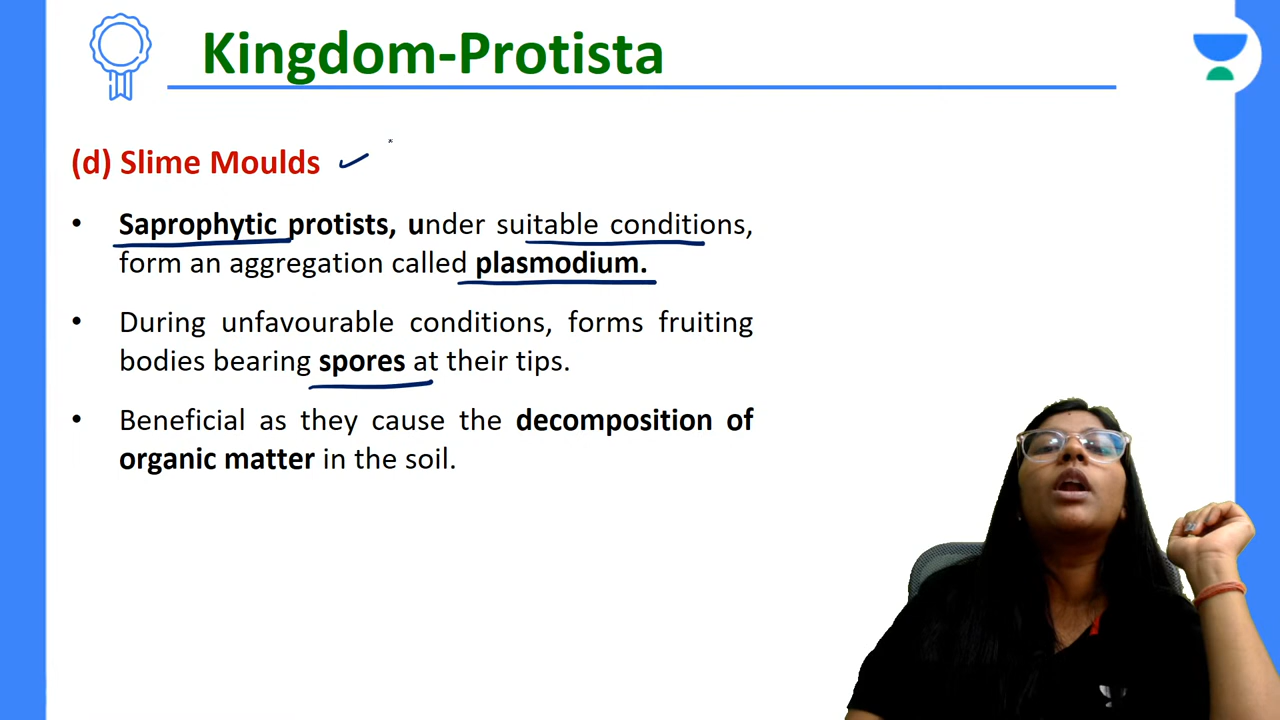 Kingdom-Protista
(d) Slime Moulds
• Saprophytic protists, under suitable conditions,
form an aggregation called plasmodium.
• During unfavourable conditions, forms fruiting
bodies bearing spores at their tips.
• Beneficial as they cause the decomposition of
organic matter in the soil.